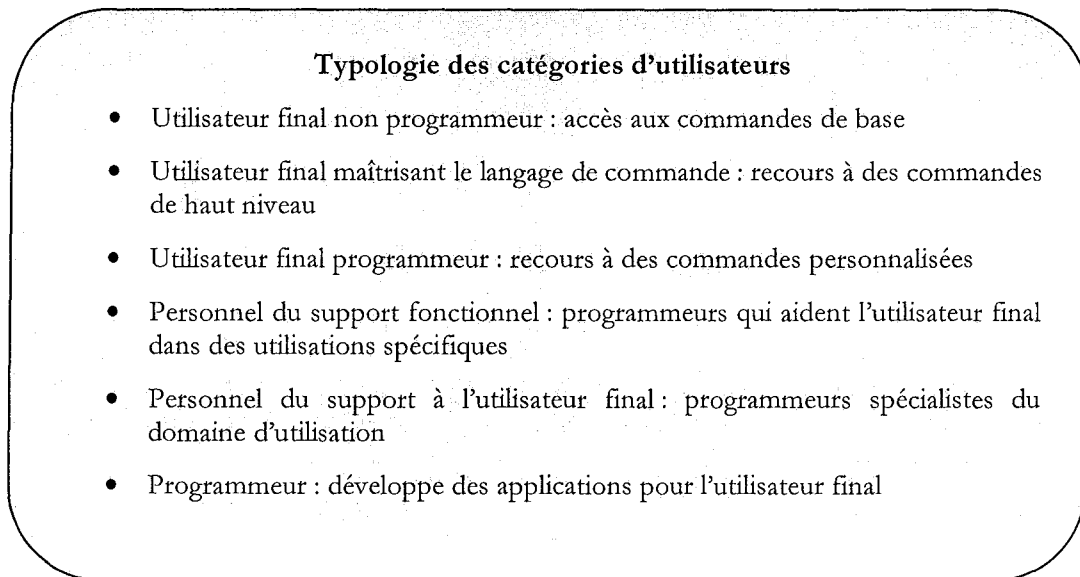 Typologie des catégories d'utilisateurs
• Utilisateur final non programmeur : accès aux commandes de base
• Utilisateur final maîtrisant le langage de commande : recours à des commandes
de haut niveau
• Utilisateur final programmeur : recours à des commandes personnalisées
• Personnel du support fonctionnel : programmeurs qui aident l'utilisateur final
dans des utilisations spécifiques
• Personnel du support à l'utilisateur final : programmeurs spécialistes du
domaine d'utilisation
• Programmeur : développe des applications pour l'utilisateur final